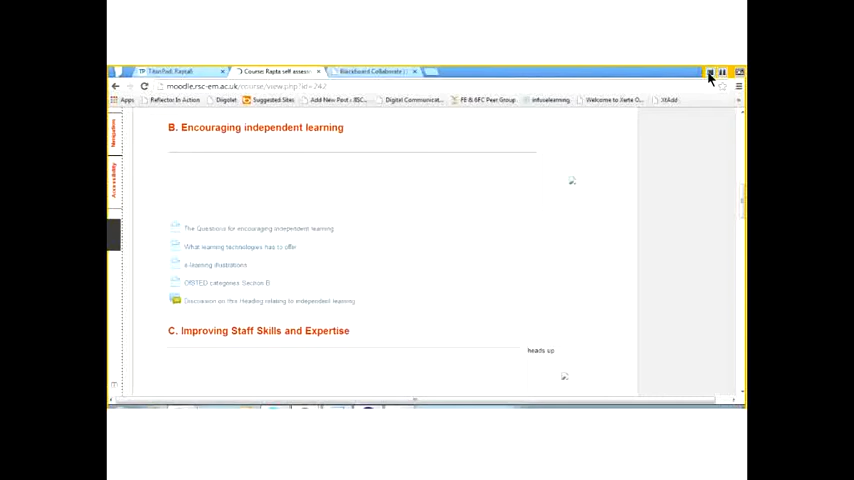 TitanPad: Rapta6
Course: Rapta self assess
Blackboard Collaborate
moodle.rsc-em.ac.uk/course/view.php?id=242
Apps
Reflector.In Action
Diigolet
Suggested Sites
Add New Post ‹ JISC...
Digital Communicat...
FE & 6FC Peer Group
infuselearning
Welcome to Xerte O...
XtAdd
Navigation
Accessibility
B. Encouraging independent learning
The Questions for encouraging independent learning
What learning technologies has to offer
e-learning illustrations
OfSTED categories Section B
Discussion on this Heading relating to independent learning
C. Improving Staff Skills and Expertise
heads up